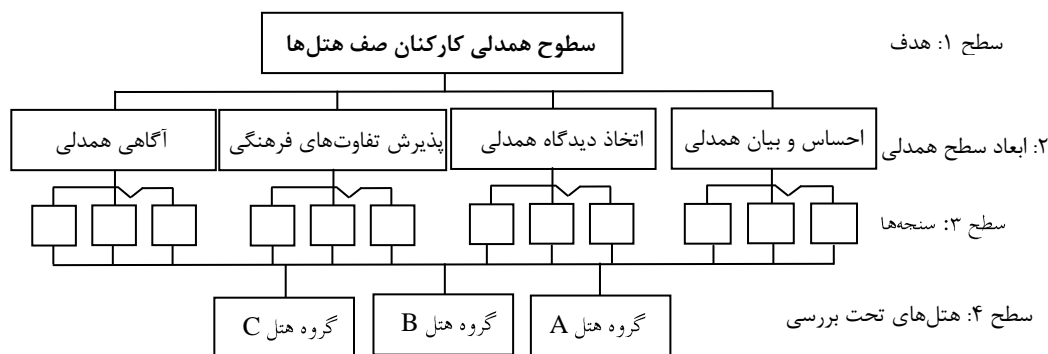 سطح ۱: هدف
سطوح همدلی کارکنان صف هتل‌ها
۲: ابعاد سطح همدلی
احساس و بیان همدلی
اتخاذ دیدگاه همدلی
پذیرش تفاوت‌های فرهنگی
آگاهی همدلی
سطح ۳: سنجه‌ها
سطح ۴: هتل‌های تحت بررسی
گروه هتل A
گروه هتل B
گروه هتل C